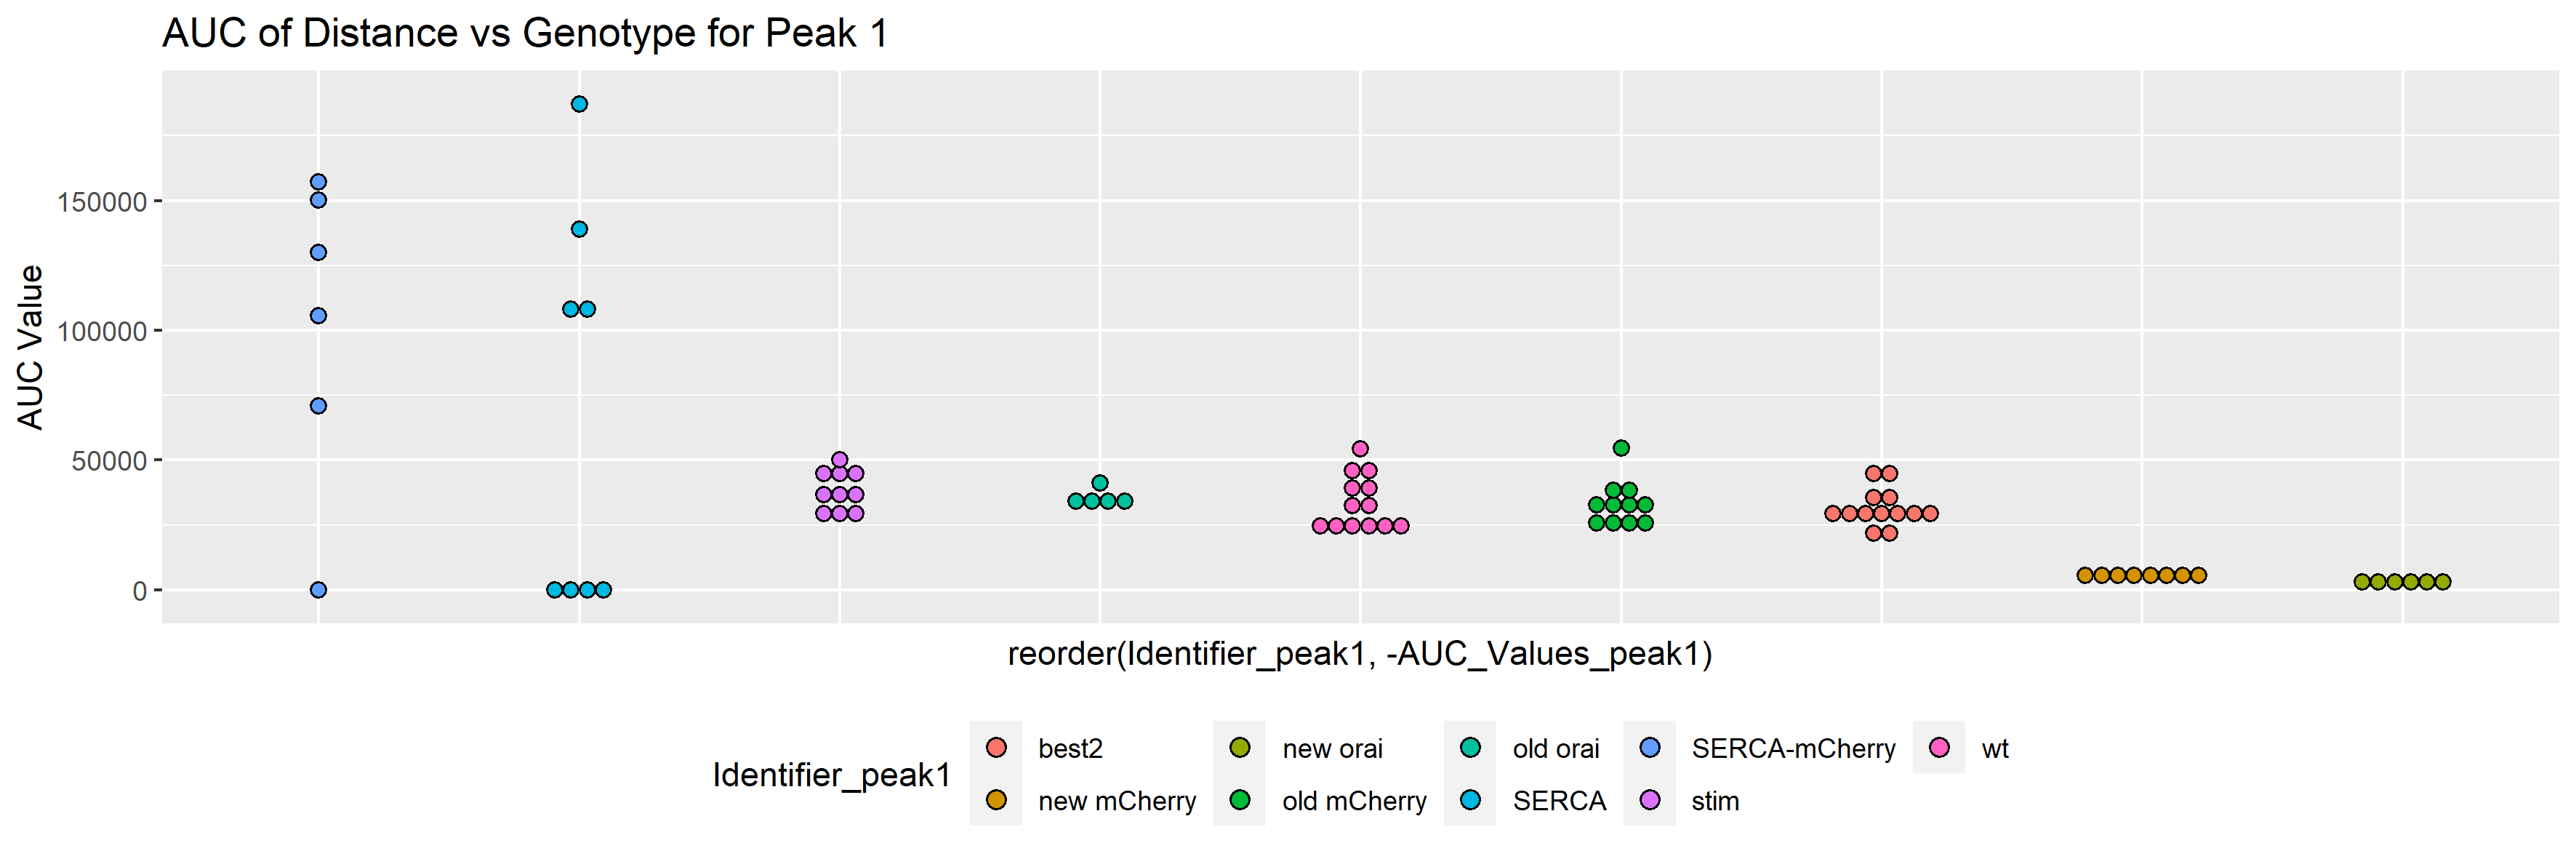 AUC of Distance vs Genotype for Peak 1
AUC Value
150000
100000
50000
0
reorder(Identifier_peak1, -AUC_Values_peak1)
Identifier_peak1
best2 new orai old orai SERCA-mCherry wt
new mCherry old mCherry SERCA stim